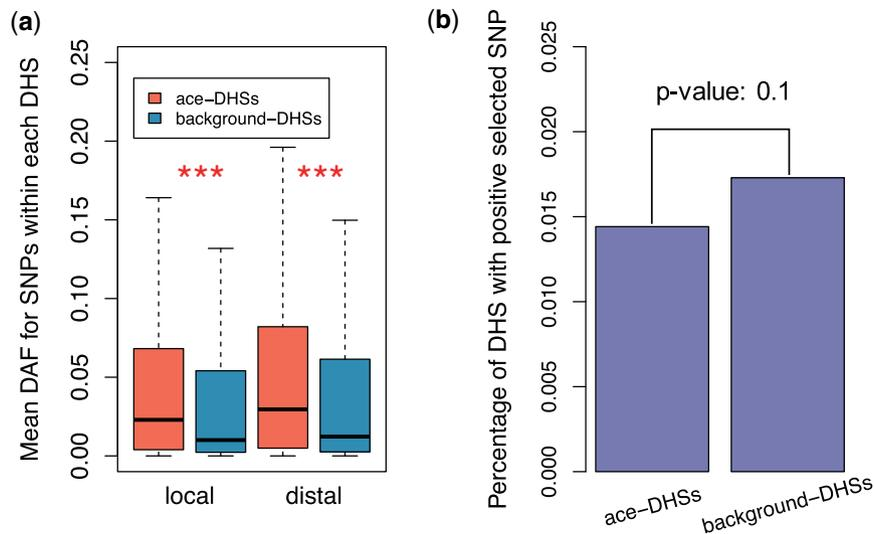 (a)
Mean DAF for SNPs within each DHS
0.25
0.20
0.15
0.10
0.05
0.00
ace−DHSs
background−DHSs
*** ***
local distal
(b)
Percentage of DHS with positive selected SNP
0.025
0.020
0.015
0.010
0.005
0.000
p-value: 0.1
ace−DHSs
background−DHSs